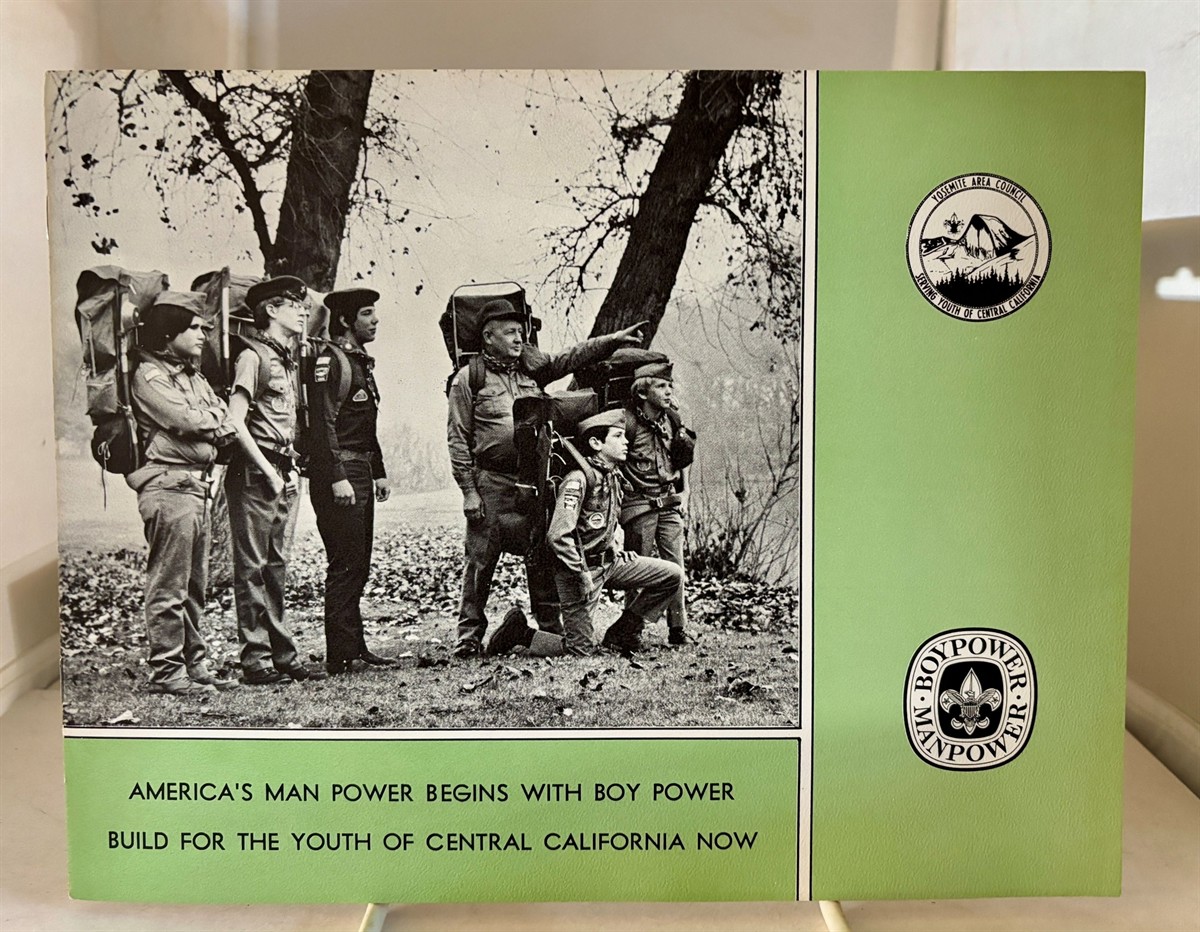 YOSEMITE AREA COUNCIL
SERVING YOUTH OF CENTRAL CALIFORNIA
·BOYPOWER·
MANPOWER
AMERICA'S MAN POWER BEGINS WITH BOY POWER
BUILD FOR THE YOUTH OF CENTRAL CALIFORNIA NOW